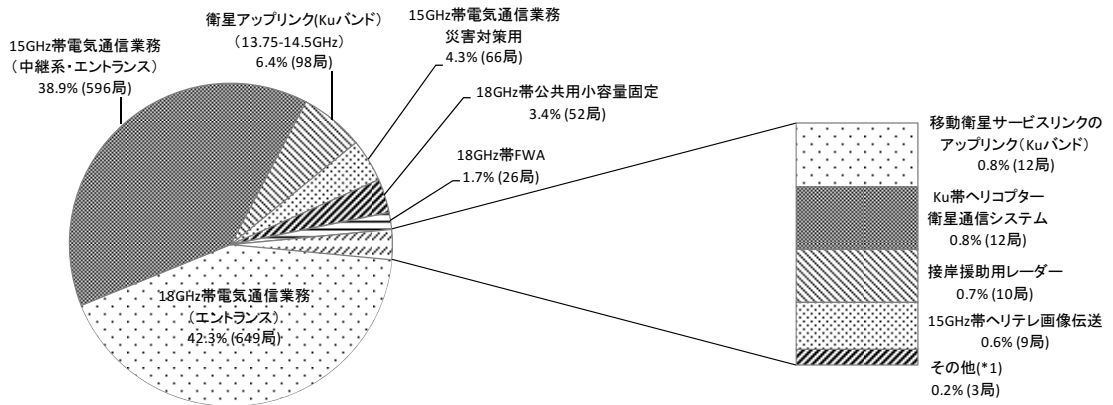 15GHz帯電気通信業務
(中継系・エントランス)
38.9% (596局)
衛星アップリンク(Kuバンド)
(13.75-14.5GHz)
6.4% (98局)
15GHz帯電気通信業務
災害対策用
4.3% (66局)
18GHz帯公共用小容量固定
3.4% (52局)
18GHz帯FWA
1.7% (26局)
18GHz帯電気通信業務
(エントランス)
42.3% (649局)
移動衛星サービスリンクの
アップリンク(Kuバンド)
0.8% (12局)
Ku帯ヘリコプター
衛星通信システム
0.8% (12局)
接岸援助用レーダー
0.7% (10局)
15GHz帯ヘリテレ画像伝送
0.6% (9局)
その他(*1)
0.2% (3局)